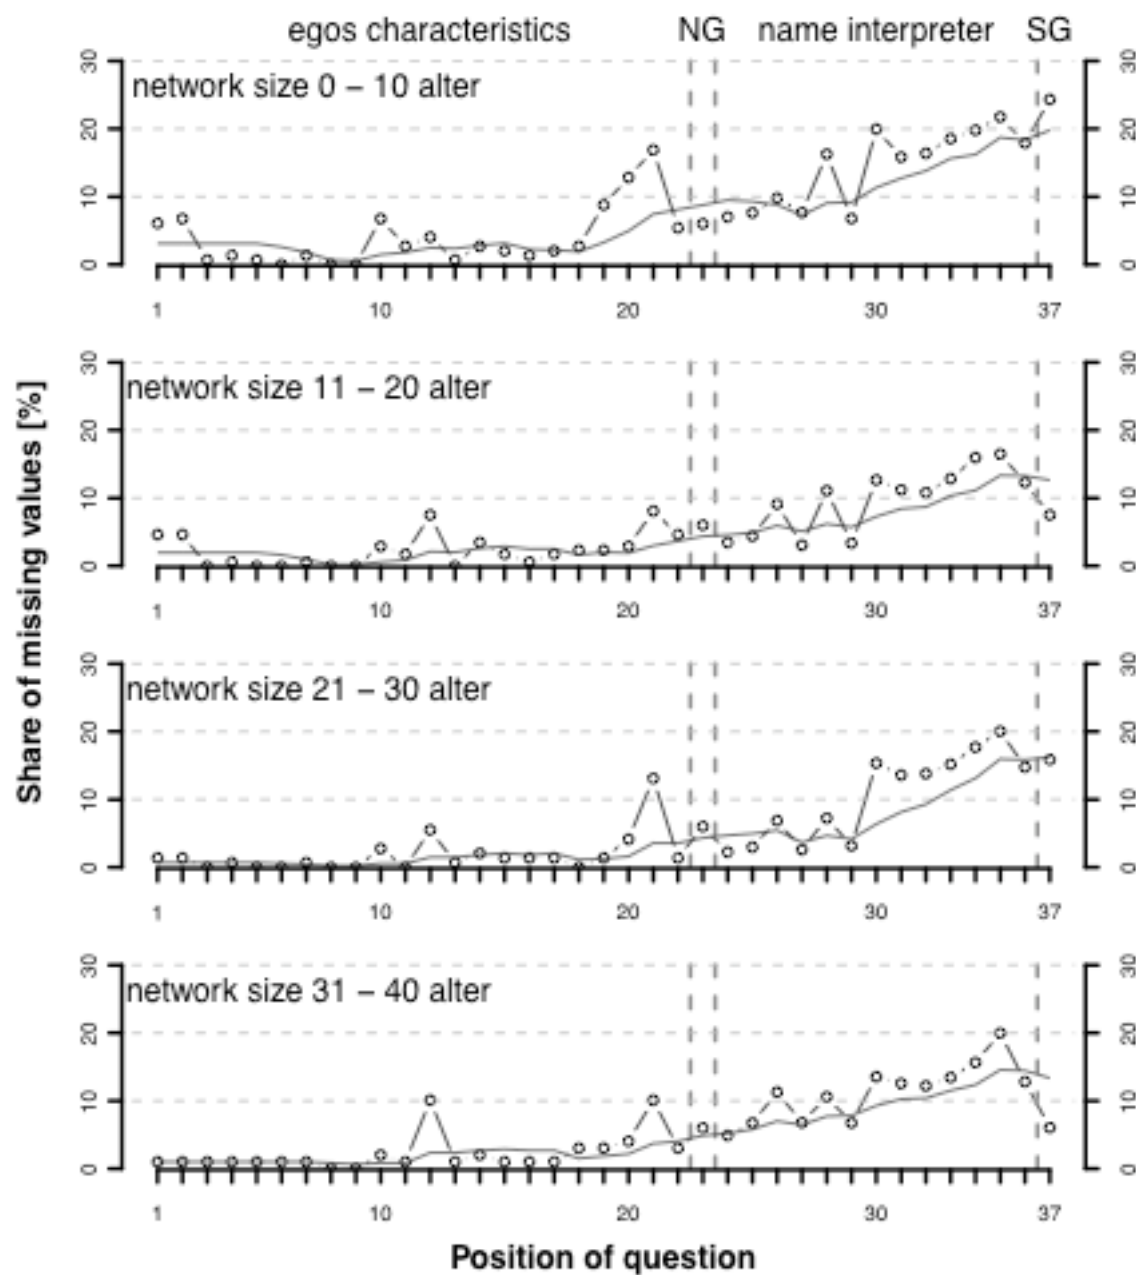 egos characteristics NG name interpreter SG
network size 0 – 10 alter
0 10 20 30
0 10 20 30
1 10 20 30 37
network size 11 – 20 alter
0 10 20 30
0 10 20 30
1 10 20 30 37
network size 21 – 30 alter
0 10 20 30
0 10 20 30
1 10 20 30 37
network size 31 – 40 alter
0 10 20 30
0 10 20 30
1 10 20 30 37
Share of missing values [%]
Position of question